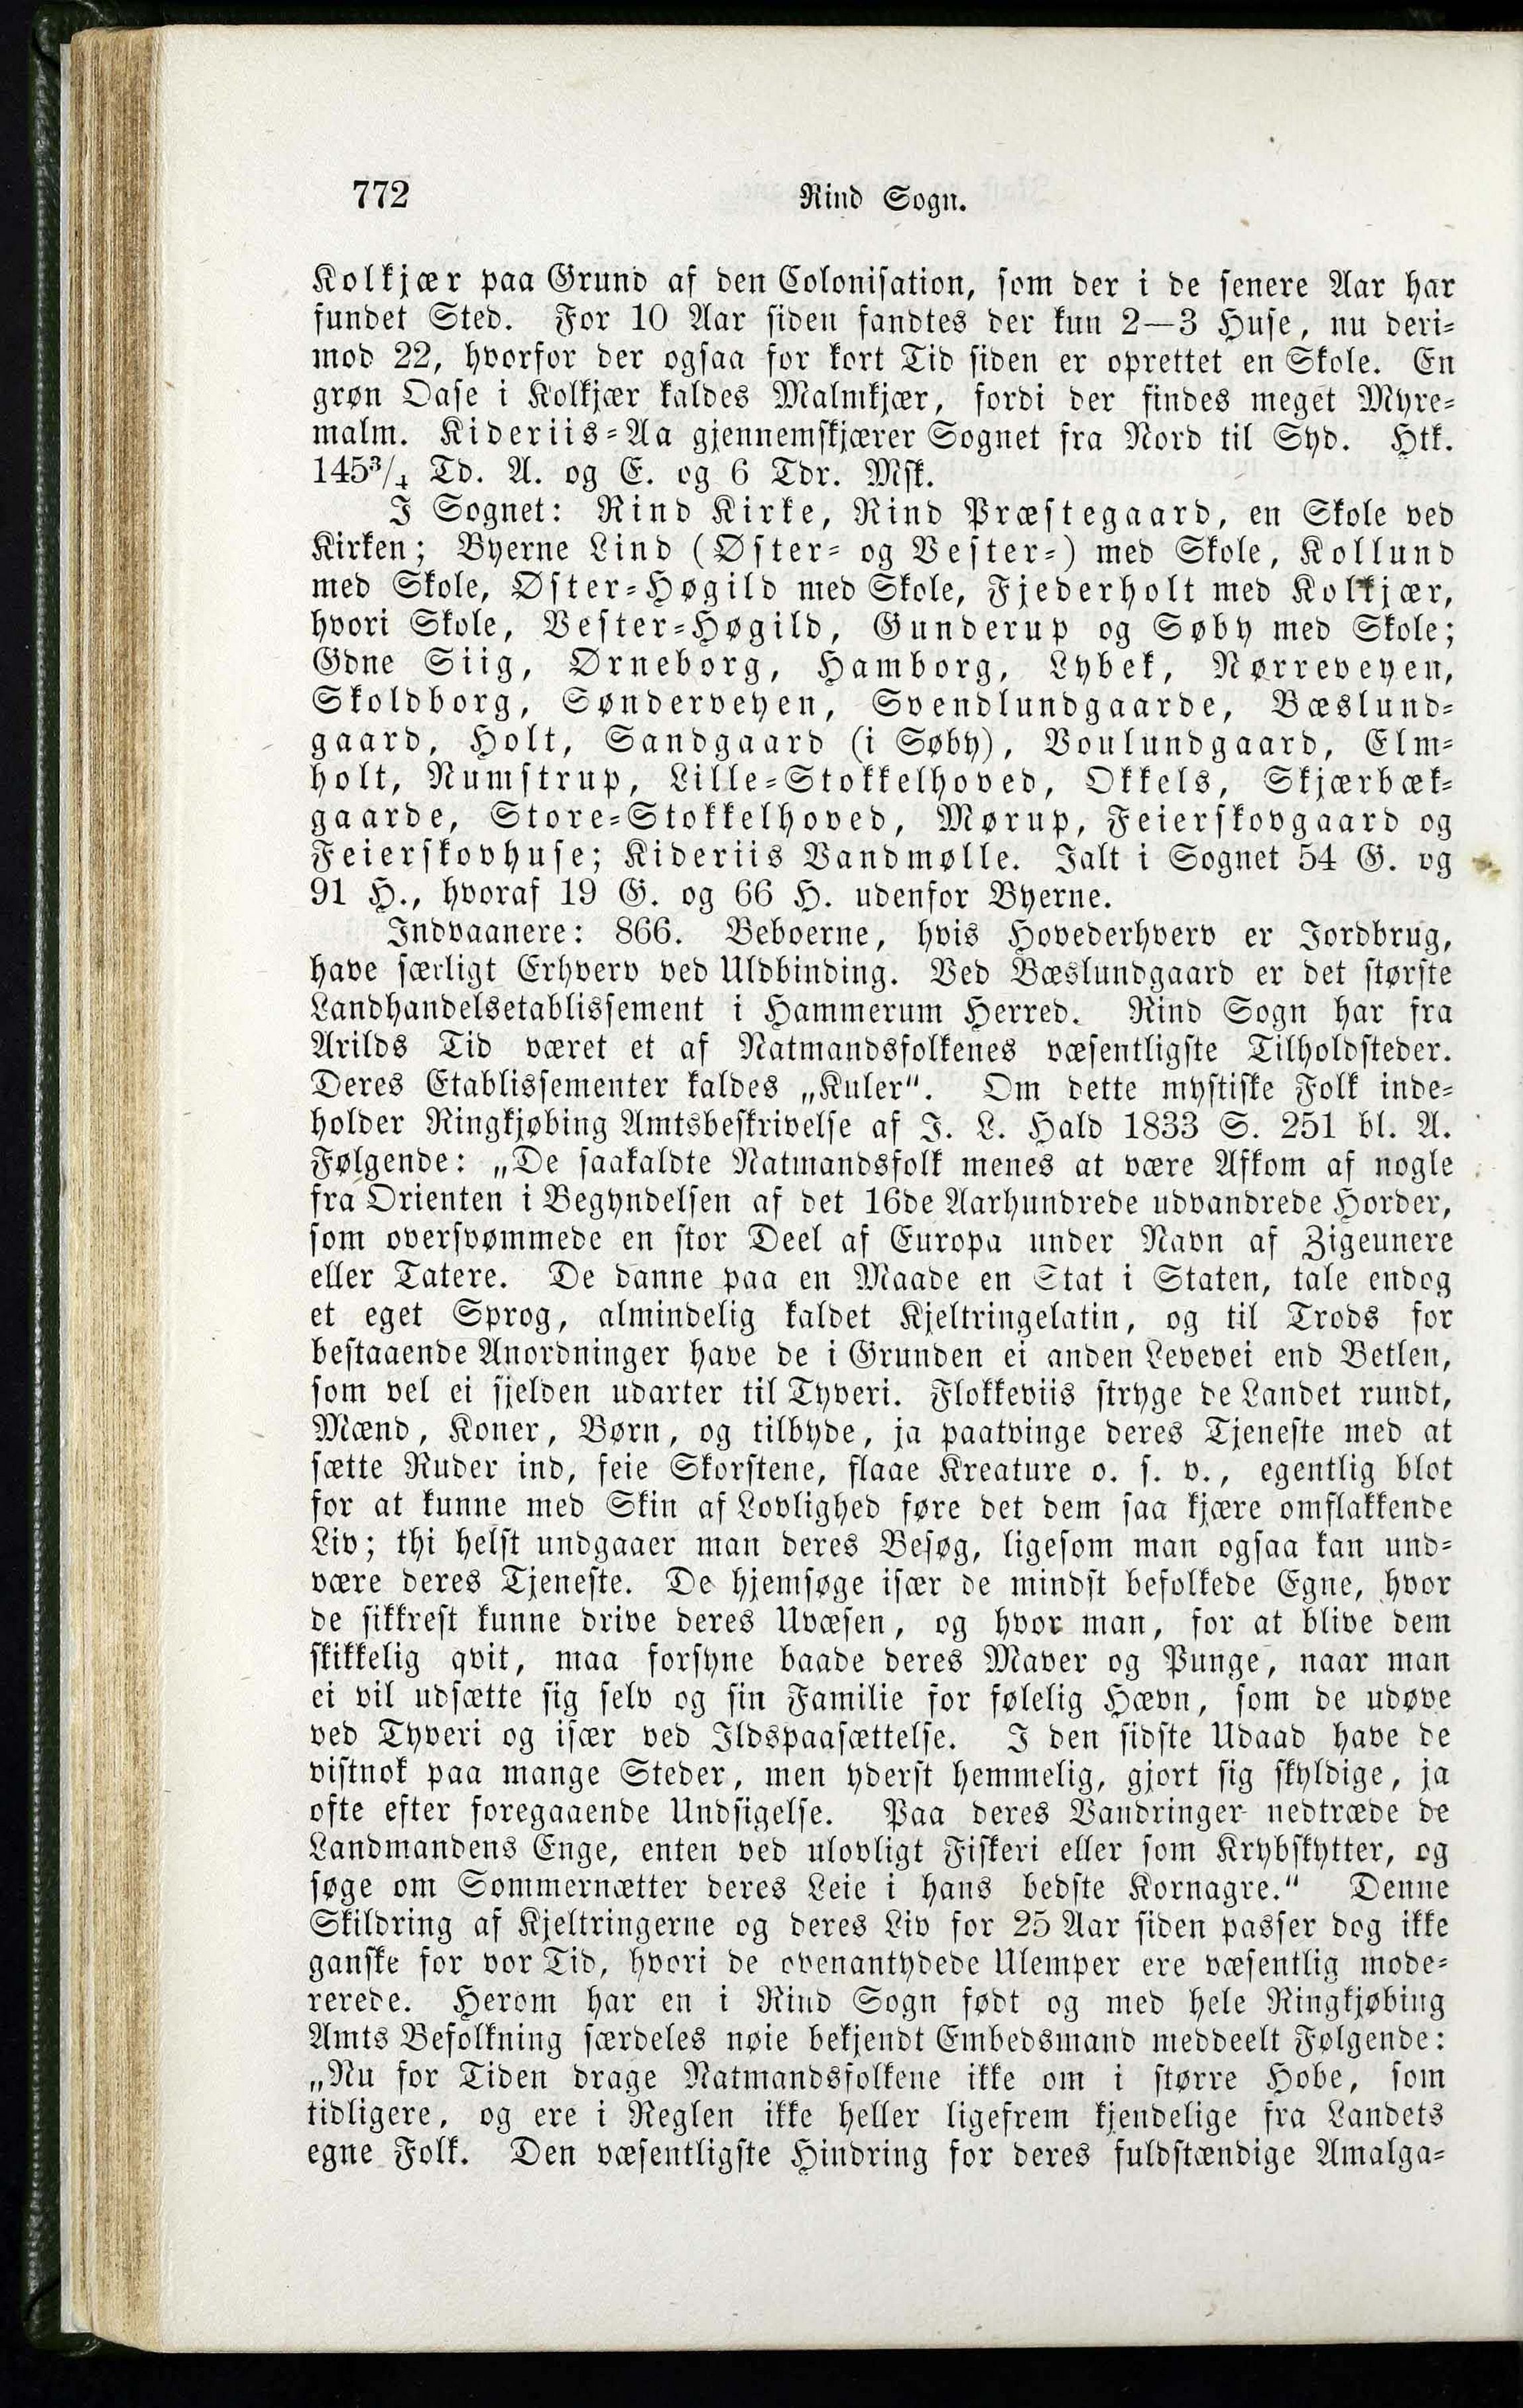 772 Rind Sogn.
Kolkjær paa Grund af den Colonisation, som der i de senere Aar har
fundet Sted. For 10 Aar siden fandtes der kun 2—3 Huse, nu deri-
mod 22, hvorfor der ogsaa for kort Tid siden er oprettet en Skole. En
grøn Oase i Kolkjær kaldes Malmkjær, fordi der findes meget Myre-
malm. Kideriis-Aa gjennemskjærer Sognet fra Nord til Syd. Htk.
145¾ Td. A. og E. og 6 Tdr. Msk.
I Sognet: Rind Kirke, Rind Præstegaard, en Skole ved
Kirken; Byerne Lind (Øster- og Vester-) med Skole, Kollund
med Skole, Øster-Høgild med Skole, Fjederholt med Kolkjær,
hvori Skole, Vester-Høgild, Gunderup og Søby med Skole;
Gdne Siig, Ørneborg, Hamborg, Lybek, Nørreveyen,
Skoldborg, Sønderveyen, Svendlundgaarde, Bæslund-
gaard, Holt, Sandgaard (i Søby), Voulundgaard, Elm-
holt, Numstrup, Lille-Stokkelhoved, Okkels, Skjærbæk-
gaarde, Store-Stokkelhoved, Mørup, Feierskovgaard og
Feierskovhuse; Kideriis Vandmølle. Ialt i Sognet 54 G. og
91 H., hvoraf 19 G. og 66 H. udenfor Byerne.
Indvaanere: 866. Beboerne, hvis Hovederhverv er Jordbrug,
have særligt Erhverv ved Uldbinding. Ved Bæslundgaard er det største
Landhandelsetablissement i Hammerum Herred. Rind Sogn har fra
Arilds Tid været et af Natmandsfolkenes væsentligste Tilholdsteder.
Deres Etablissementer kaldes „Kuler“. Om dette mystiske Folk inde-
holder Ringkjøbing Amtsbeskrivelse af J. L. Hald 1833 S. 251 bl. A.
Følgende: „De saakaldte Natmandsfolk menes at være Afkom af nogle
fra Orienten i Begyndelsen af det 16de Aarhundrede udvandrede Horder,
som oversvømmede en stor Deel af Europa under Navn af Zigeunere
eller Tatere. De danne paa en Maade en Stat i Staten, tale endog
et eget Sprog, almindelig kaldet Kjeltringelatin, og til Trods for
bestaaende Anordninger have de i Grunden ei anden Levevei end Betlen,
som vel ei sjelden udarter til Tyveri. Flokkeviis stryge de Landet rundt,
Mænd, Koner, Børn, og tilbyde, ja paatvinge deres Tjeneste med at
sætte Ruder ind, feie Skorstene, flaae Kreature o. s. v., egentlig blot
for at kunne med Skin af Lovlighed føre det dem saa kjære omflakkende
Liv; thi helst undgaaer man deres Besøg, ligesom man ogsaa kan und-
være deres Tjeneste. De hjemsøge især de mindst befolkede Egne, hvor
de sikkrest kunne drive deres Uvæsen, og hvor man, for at blive dem
skikkelig qvit, maa forsyne baade deres Maver og Punge, naar man
ei vil udsætte sig selv og sin Familie for følelig Hævn, som de udøve
ved Tyveri og især ved Ildspaasættelse. I den sidste Udaad have de
vistnok paa mange Steder, men yderst hemmelig, gjort sig skyldige, ja
ofte efter foregaaende Undsigelse. Paa deres Vandringer nedtræde de
Landmandens Enge, enten ved ulovligt Fiskeri eller som Krybskytter, og
søge om Sommernætter deres Leie i hans bedste Kornagre.“ Denne
Skildring af Kjeltringerne og deres Liv for 25 Aar siden passer dog ikke
ganske for vor Tid, hvori de ovenantydede Ulemper ere væsentlig mode-
rerede. Herom har en i Rind Sogn født og med hele Ringkjøbing
Amts Befolkning særdeles nøie bekjendt Embedsmand meddeelt Følgende:
„Nu for Tiden drage Natmandsfolkene ikke om i større Hobe, som
tidligere, og ere i Reglen ikke heller ligefrem kjendelige fra Landets
egne Folk. Den væsentligste Hindring for deres fuldstændige Amalga-